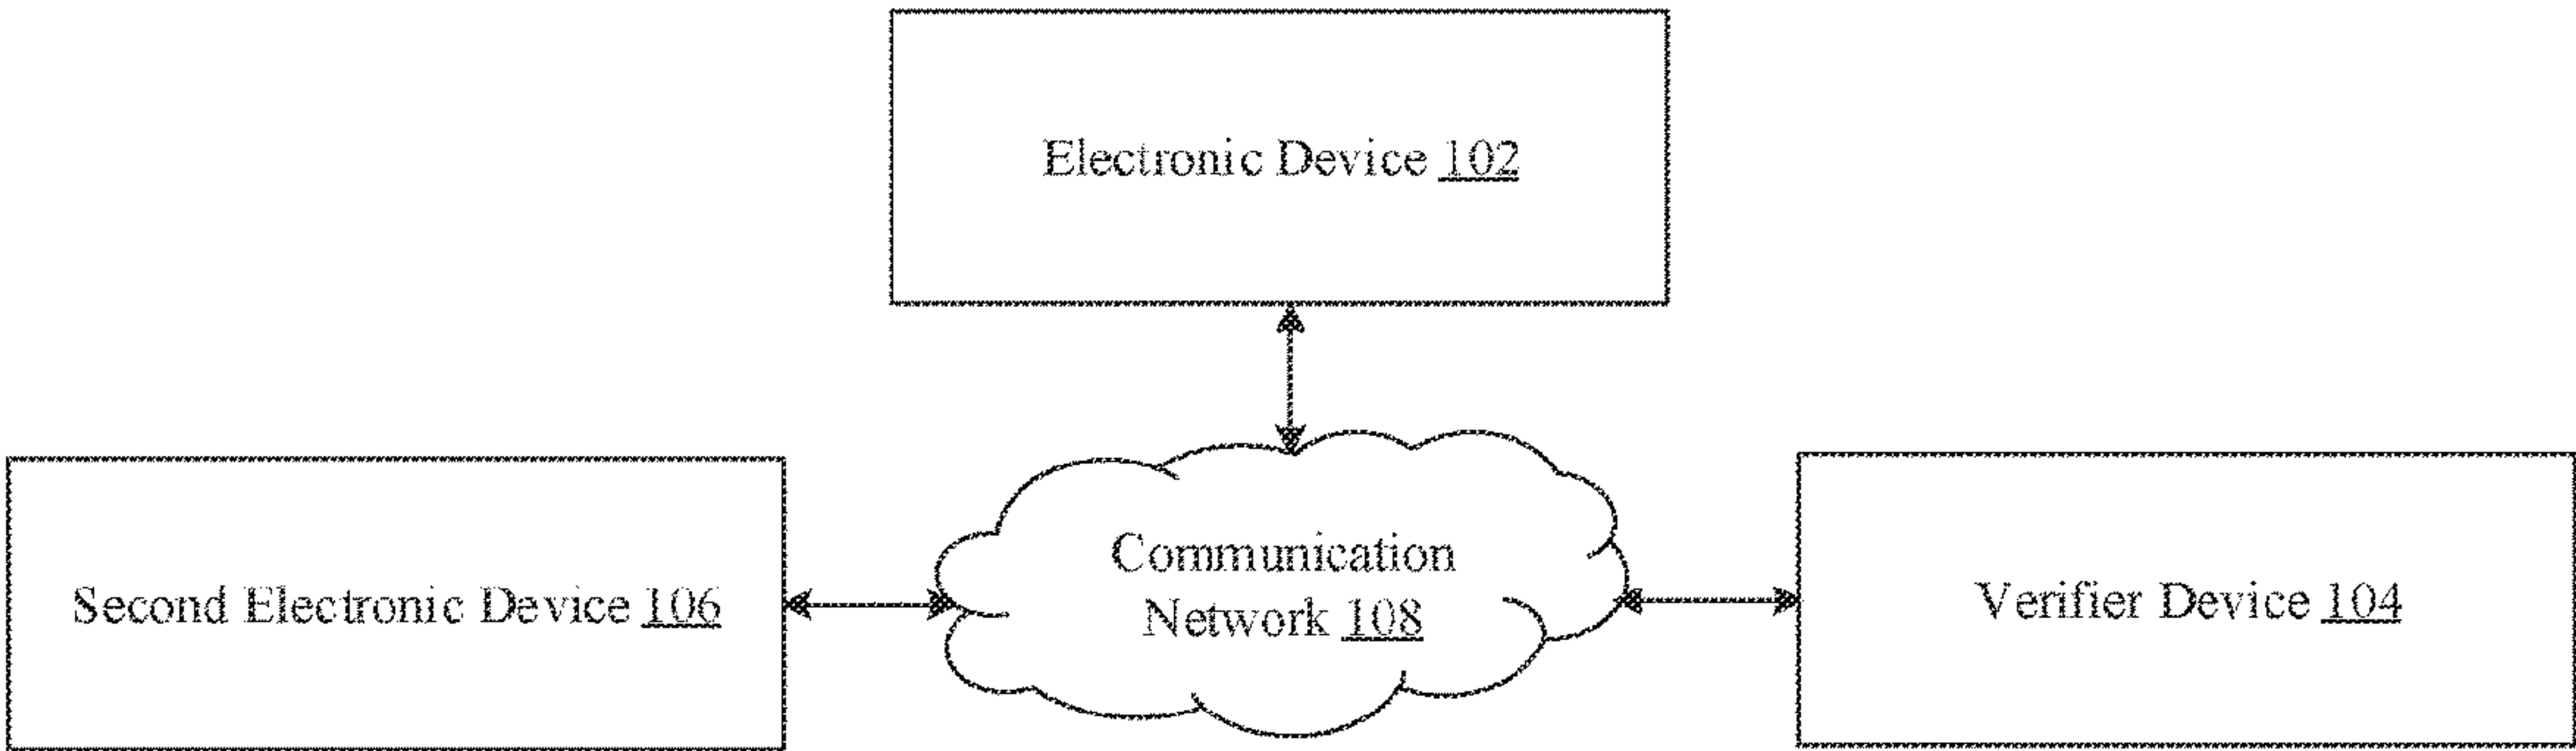 Electronic Device 102
Communication
Network 108
Second Electronic Device 106
Verifier Device 104